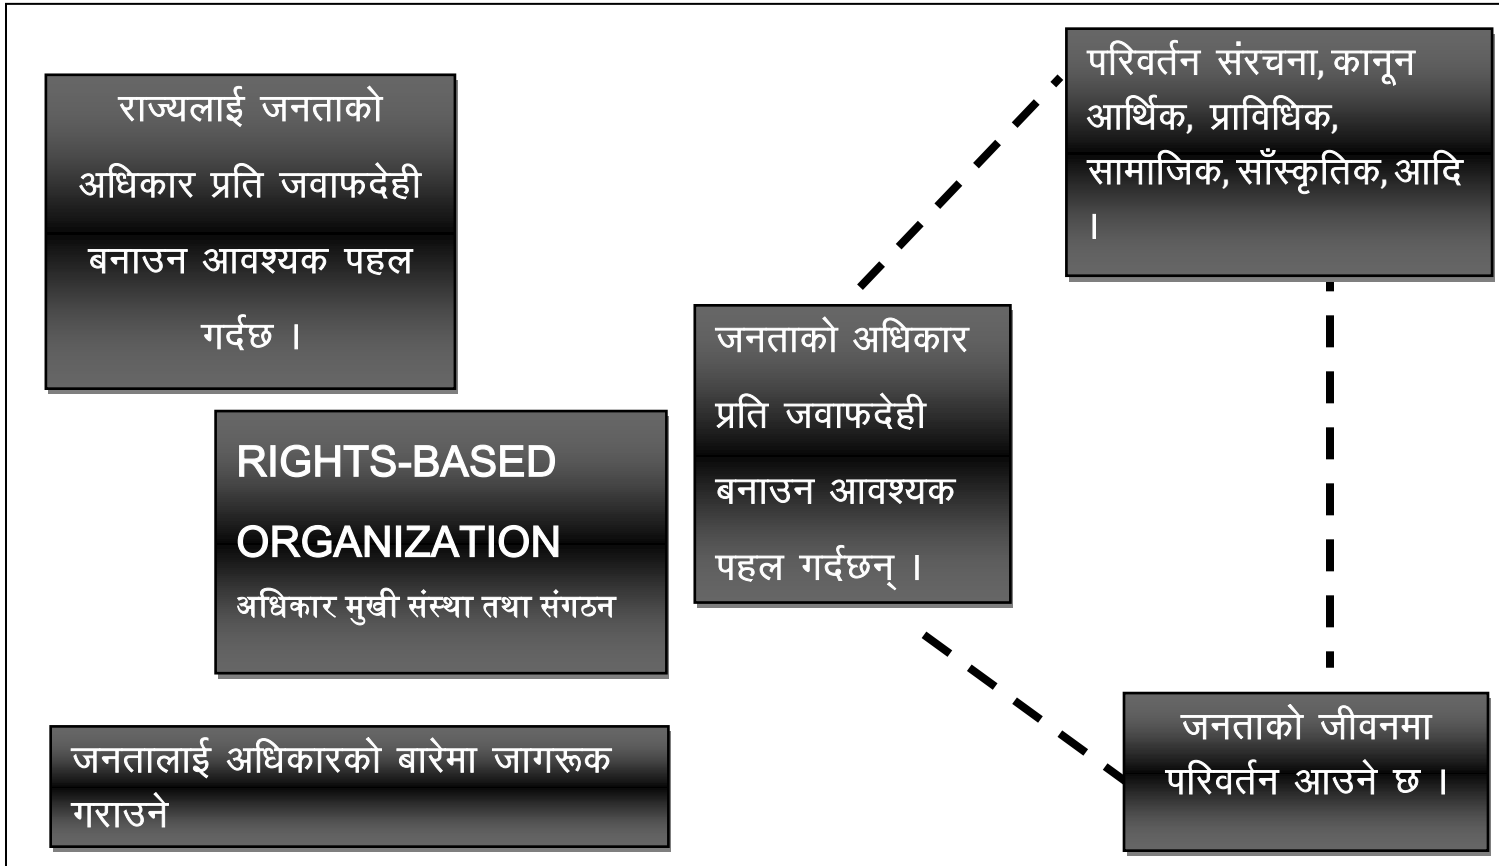 राज्यलाई जनताको
अधिकार प्रति जवाफदेही
बनाउन आवश्यक पहल
गर्दछ ।
RIGHTS-BASED
ORGANIZATION
अधिकार मुखी संस्था तथा संगठन
जनतालाई अधिकारको बारेमा जागरूक
गराउने
जनताको अधिकार
प्रति जवाफदेही
बनाउन आवश्यक
पहल गर्दछन् ।
परिवर्तन संरचना, कानून
आर्थिक, प्राविधिक,
सामाजिक, साँस्कृतिक, आदि
।
जनताको जीवनमा
परिवर्तन आउने छ ।